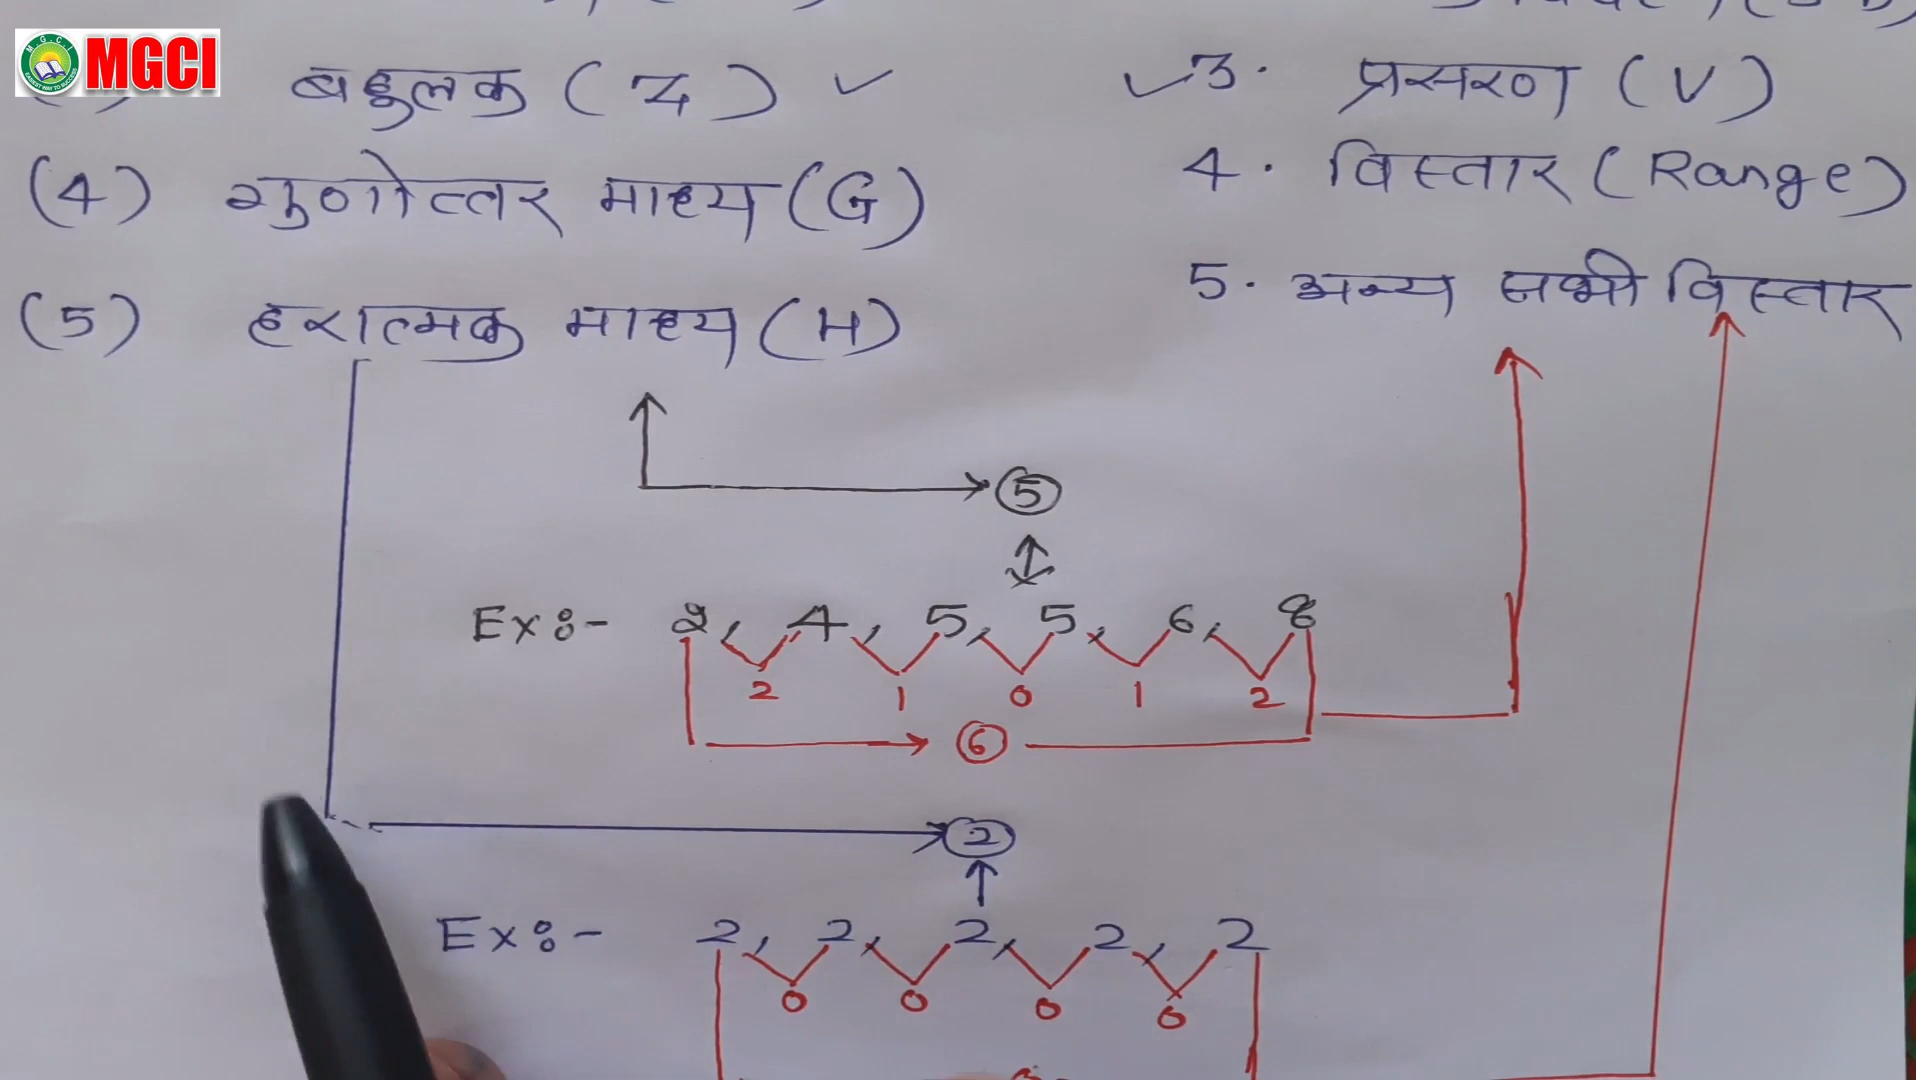 M.G.C.I
MGCI
बहुलक (Z) ✓
✓3. प्रसरण (V)
(4) गुणोत्तर माध्य (G)
4. विस्तार (Range)
(5) हरात्मक माध्य (H)
5. अन्य सभी विस्तार
5
Ex:- 2, 4, 5, 5, 6, 8
2 1 0 1 2
6
2
Ex:- 2, 2, 2, 2, 2
0 0 0 0